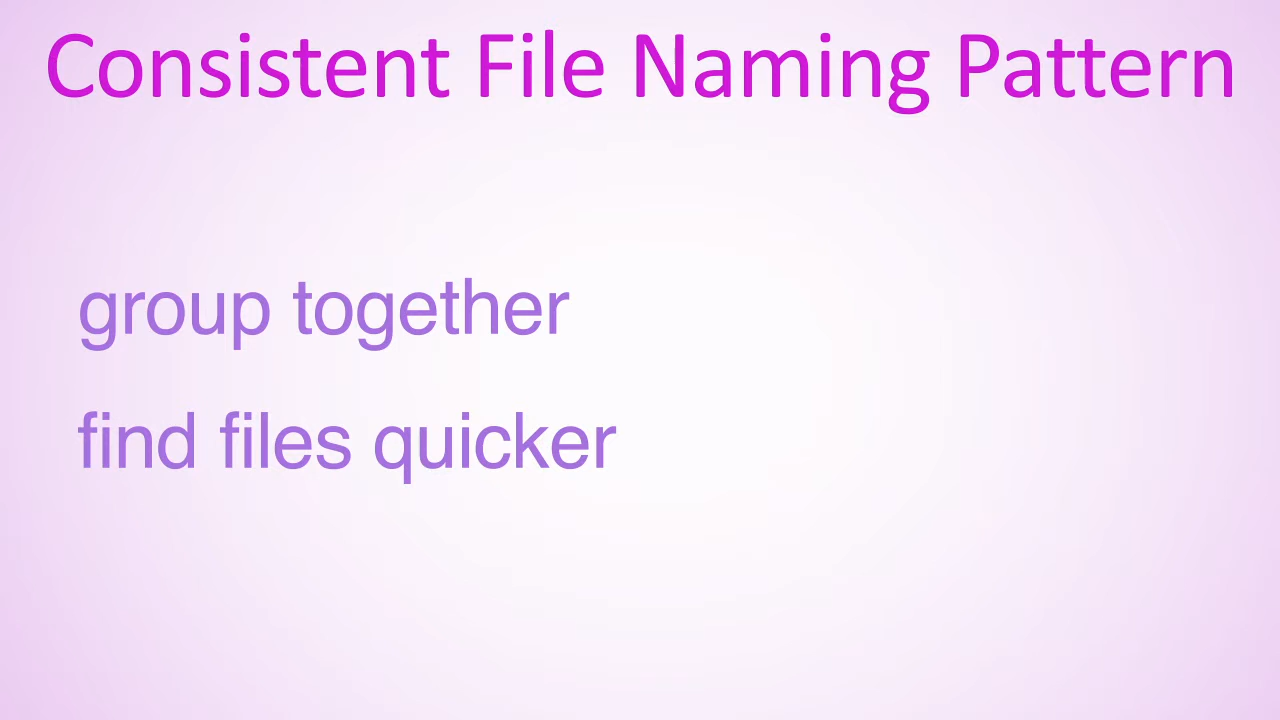 Consistent File Naming Pattern
group together
find files quicker